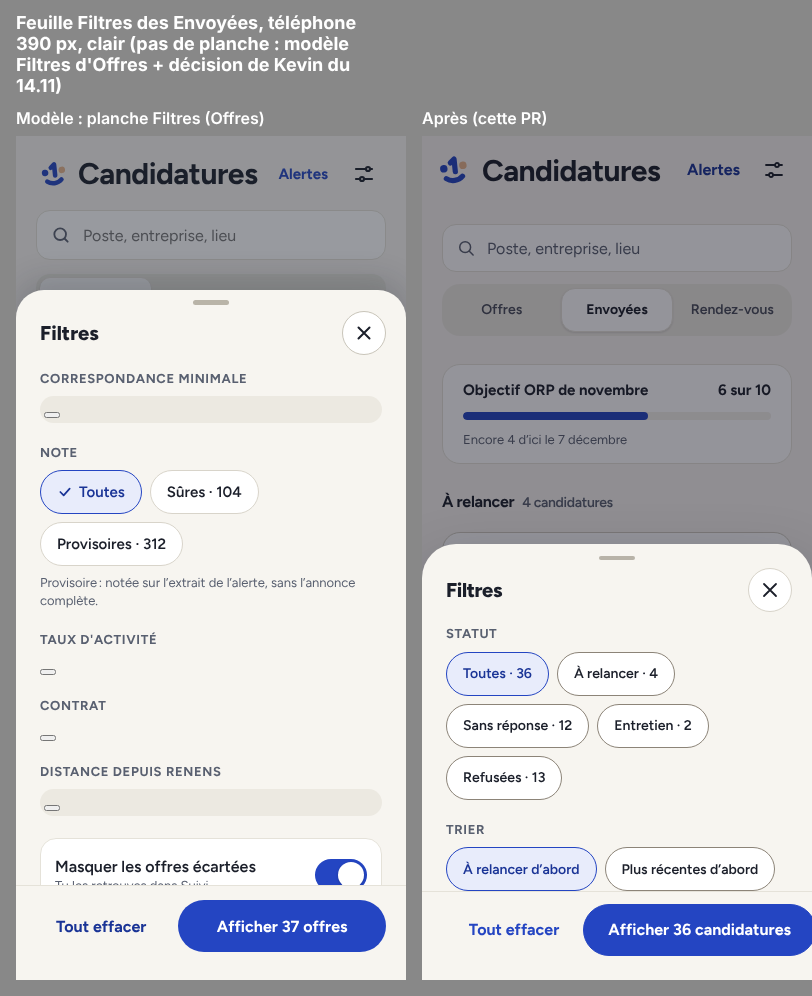 Feuille Filtres des Envoyées, téléphone
390 px, clair (pas de planche : modèle
Filtres d'Offres + décision de Kevin du
14.11)
Modèle : planche Filtres (Offres)
Candidatures
Alertes
Poste, entreprise, lieu
Filtres
CORRESPONDANCE MINIMALE
NOTE
Toutes
Sûres · 104
Provisoires · 312
Provisoire : notée sur l’extrait de l’alerte, sans l’annonce
complète.
TAUX D'ACTIVITÉ
CONTRAT
DISTANCE DEPUIS RENENS
Masquer les offres écartées
Tu les retrouves dans Suivi
Tout effacer
Afficher 37 offres
Après (cette PR)
Candidatures
Alertes
Poste, entreprise, lieu
Offres
Envoyées
Rendez-vous
Objectif ORP de novembre
6 sur 10
Encore 4 d’ici le 7 décembre
À relancer 4 candidatures
Filtres
STATUT
Toutes · 36
À relancer · 4
Sans réponse · 12
Entretien · 2
Refusées · 13
TRIER
À relancer d’abord
Plus récentes d’abord
Tout effacer
Afficher 36 candidatures